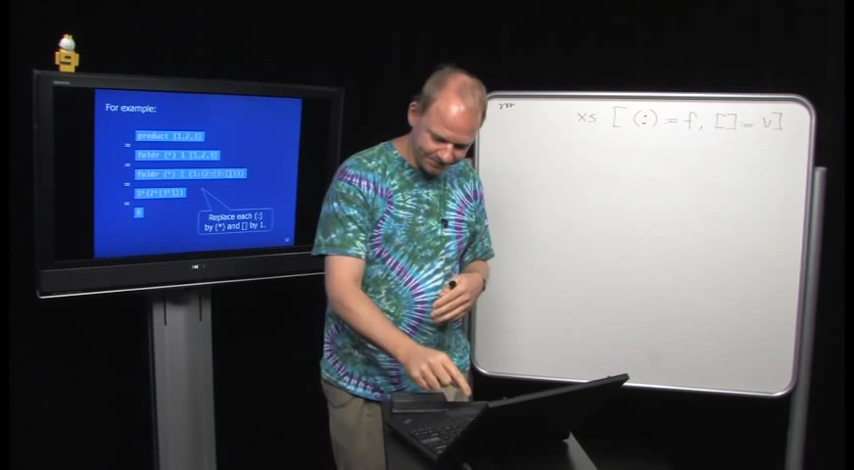 For example:
product [1,2,3]
=
foldr (*) 1 [1,2,3]
=
foldr (*) 1 (1:(2:(3:[])))
=
1*(2*(3*1))
=
6
Replace each (:)
by (*) and [] by 1.
xs [ (:) := f, [] := v]